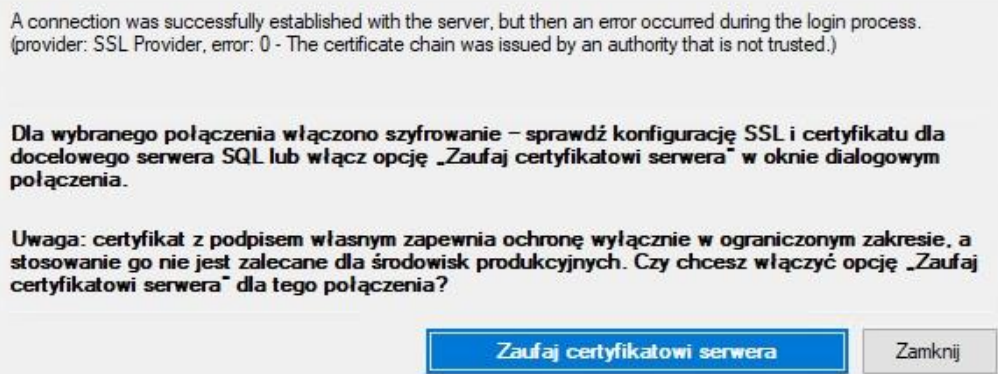 A connection was successfully established with the server, but then an error occurred during the login process.
(provider: SSL Provider, error: 0 - The certificate chain was issued by an authority that is not trusted.)
Dla wybranego połączenia włączono szyfrowanie – sprawdź konfigurację SSL i certyfikatu dla
docelowego serwera SQL lub włącz opcję „Zaufaj certyfikatowi serwera” w oknie dialogowym
połączenia.
Uwaga: certyfikat z podpisem własnym zapewnia ochronę wyłącznie w ograniczonym zakresie, a
stosowanie go nie jest zalecane dla środowisk produkcyjnych. Czy chcesz włączyć opcję „Zaufaj
certyfikatowi serwera” dla tego połączenia?
Zaufaj certyfikatowi serwera
Zamknij